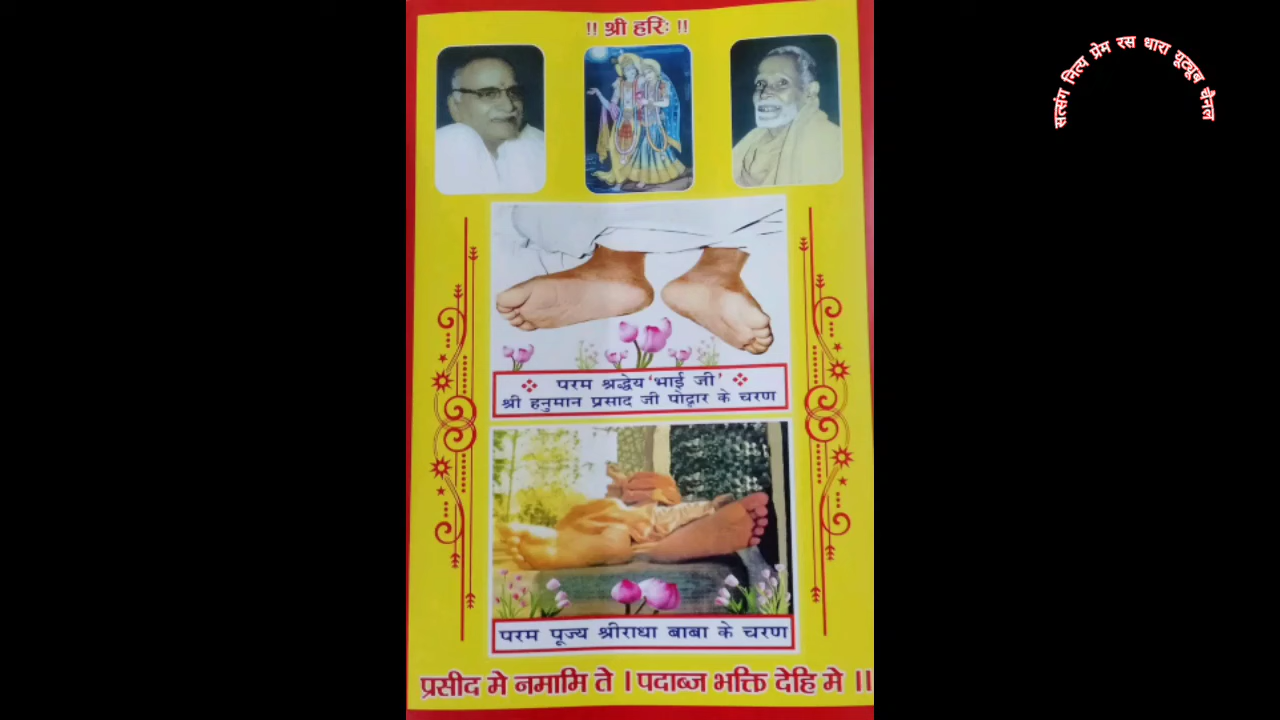 !! श्री हरिः !!
सत्संग नित्य प्रेम रस धारा यूट्यूब चैनल
❖ परम श्रद्धेय ‘भाई जी’ ❖
श्री हनुमान प्रसाद जी पोद्दार के चरण
परम पूज्य श्रीराधा बाबा के चरण
प्रसीद मे नमामि ते । पदाब्ज भक्ति देहि मे ।।